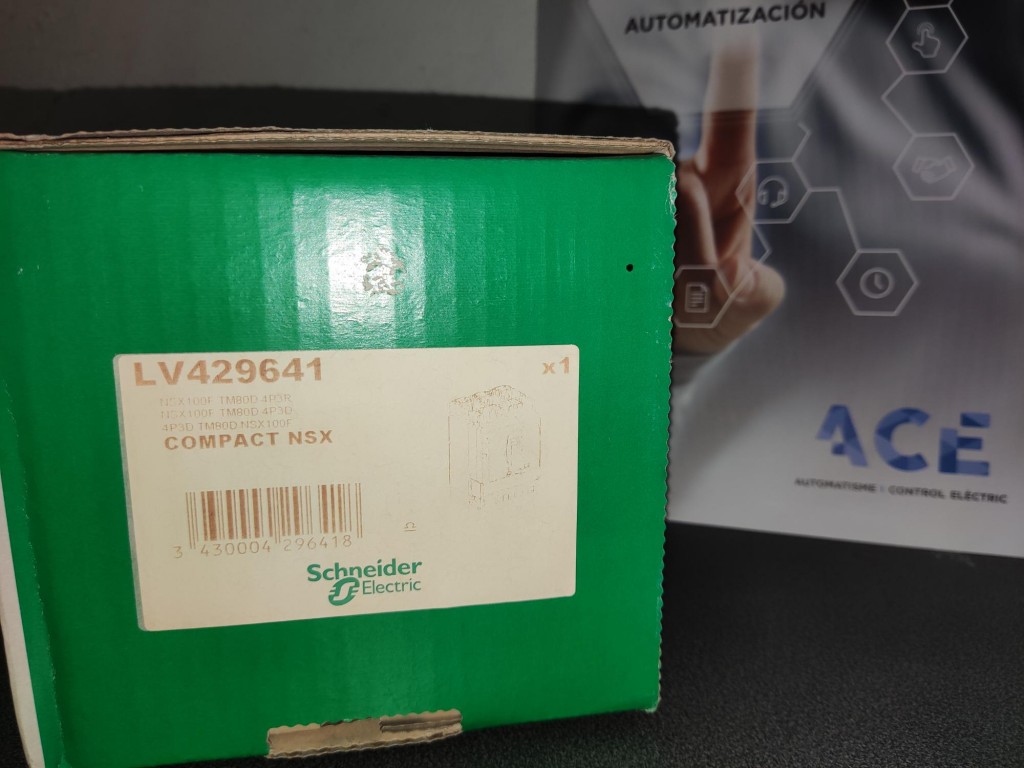 AUTOMATIZACIÓN
LV429641
x1
NSX100F TM80D 4P3R
NSX100F TM80D 4P3D
4P3D TM80D NSX100F
COMPACT NSX
3 430004 296418
Schneider
Electric
ACE
AUTOMATISME I CONTROL ELÈCTRIC